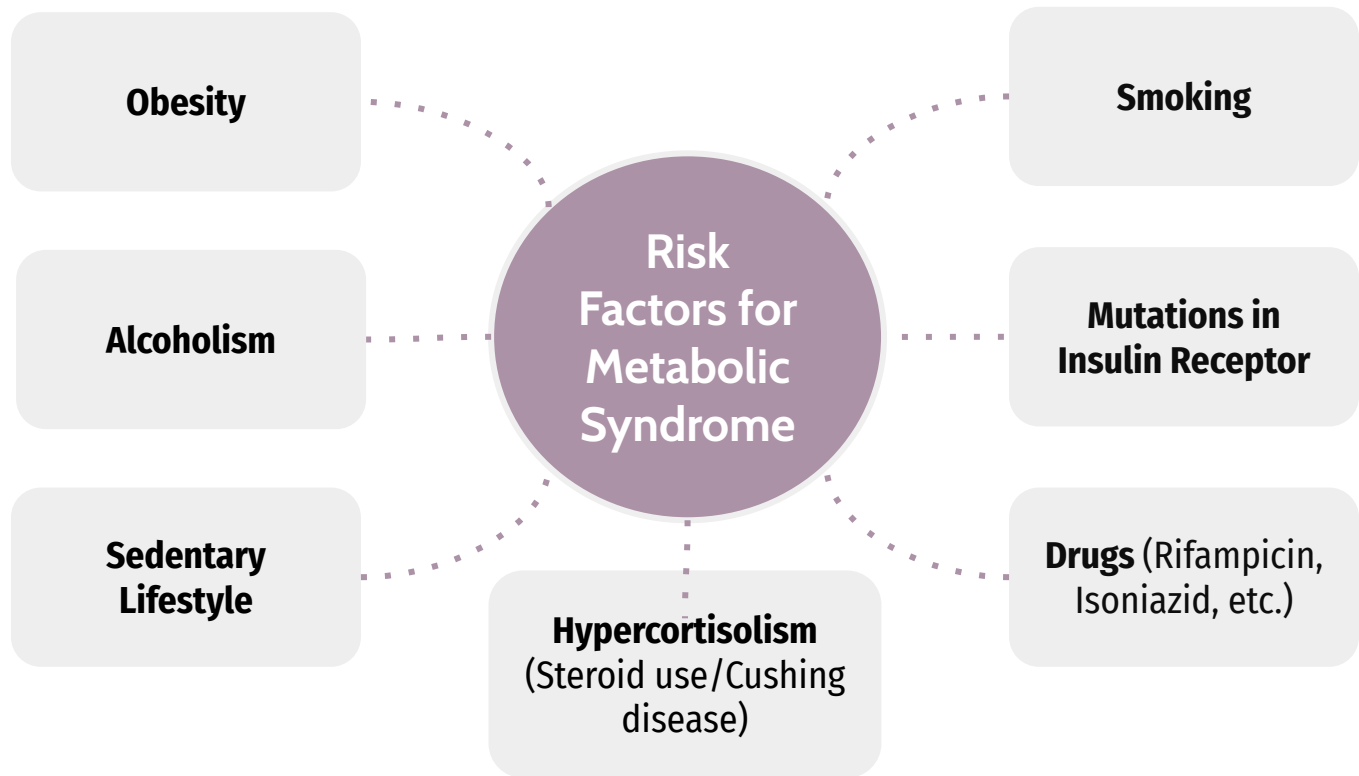 Obesity
Smoking
Risk
Factors for
Metabolic
Syndrome
Alcoholism
Mutations in
Insulin Receptor
Sedentary
Lifestyle
Drugs (Rifampicin,
Isoniazid, etc.)
Hypercortisolism
(Steroid use/Cushing
disease)